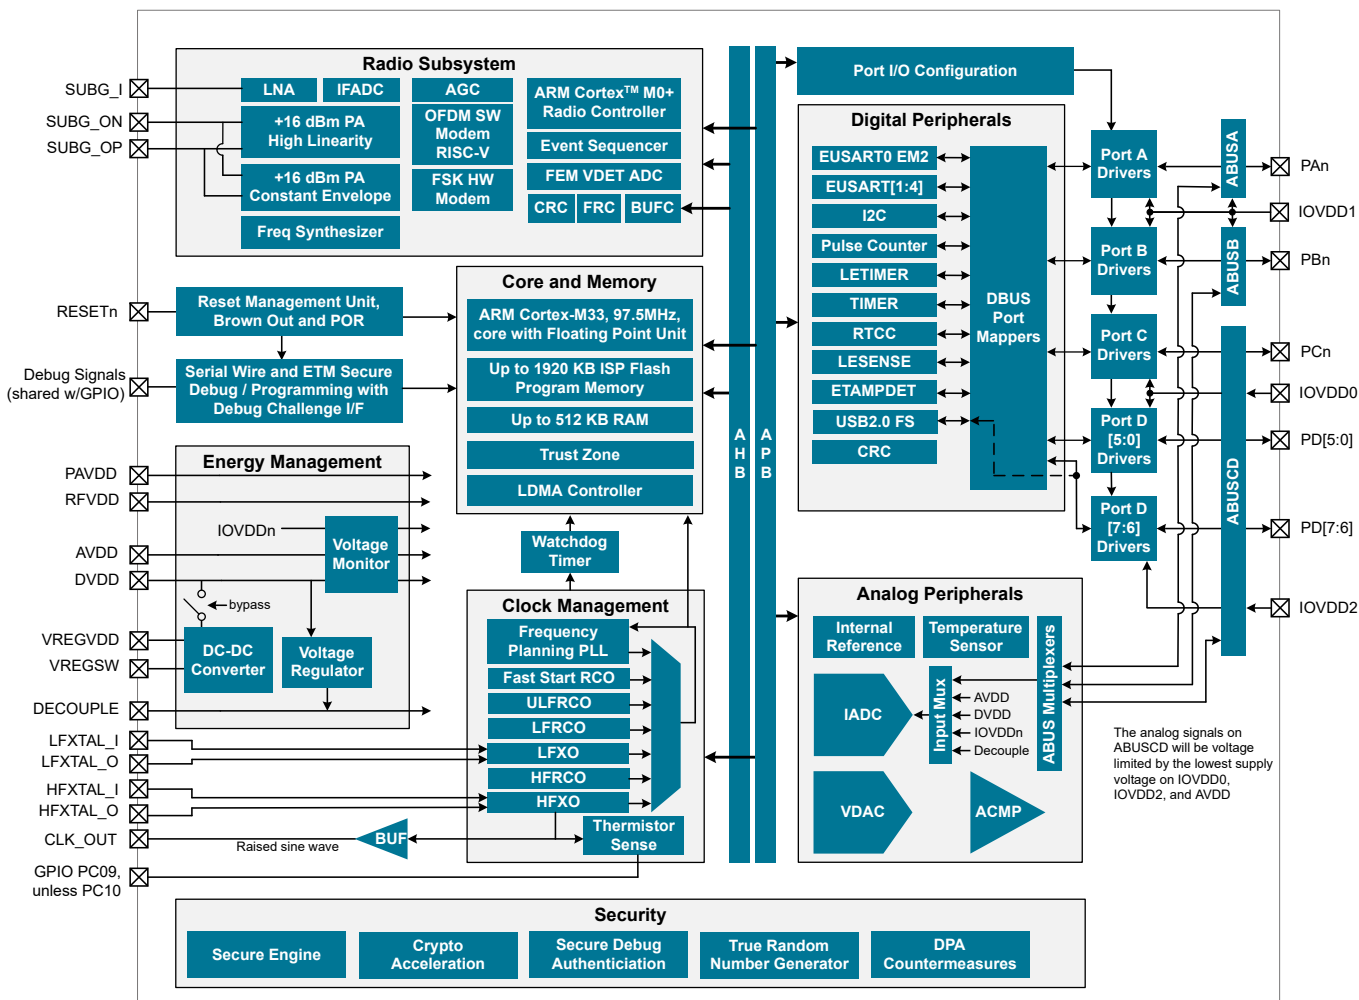 Radio Subsystem
SUBG_I
SUBG_ON
SUBG_OP
LNA
IFADC
+16 dBm PA
High Linearity
+16 dBm PA
Constant Envelope
Freq Synthesizer
AGC
OFDM SW
Modem
RISC-V
FSK HW
Modem
ARM Cortex™ M0+
Radio Controller
Event Sequencer
FEM VDET ADC
CRC
FRC
BUFC
RESETn
Reset Management Unit,
Brown Out and POR
Debug Signals
(shared w/GPIO)
Serial Wire and ETM Secure
Debug / Programming with
Debug Challenge I/F
Core and Memory
ARM Cortex-M33, 97.5MHz,
core with Floating Point Unit
Up to 1920 KB ISP Flash
Program Memory
Up to 512 KB RAM
Trust Zone
LDMA Controller
Watchdog
Timer
Energy Management
PAVDD
RFVDD
IOVDDn
AVDD
DVDD
Voltage
Monitor
bypass
VREGVDD
VREGSW
DC-DC
Converter
Voltage
Regulator
DECOUPLE
Clock Management
Frequency
Planning PLL
Fast Start RCO
ULFRCO
LFRCO
LFXO
HFRCO
HFXO
LFXTAL_I
LFXTAL_O
HFXTAL_I
HFXTAL_O
CLK_OUT
Raised sine wave
BUF
Thermistor
Sense
GPIO PC09,
unless PC10
AHB
APB
Port I/O Configuration
Digital Peripherals
EUSART0 EM2
EUSART[1:4]
I2C
Pulse Counter
LETIMER
TIMER
RTCC
LESENSE
ETAMPDET
USB2.0 FS
CRC
DBUS
Port
Mappers
Port A
Drivers
Port B
Drivers
Port C
Drivers
Port D
[5:0]
Drivers
Port D
[7:6]
Drivers
ABUSA
ABUSB
ABUSCD
PAn
IOVDD1
PBn
PCn
IOVDD0
PD[5:0]
PD[7:6]
IOVDD2
Analog Peripherals
Internal
Reference
Temperature
Sensor
IADC
Input Mux
AVDD
DVDD
IOVDDn
Decouple
ABUS Multiplexers
VDAC
ACMP
The analog signals on
ABUSCD will be voltage
limited by the lowest supply
voltage on IOVDD0,
IOVDD2, and AVDD
Security
Secure Engine
Crypto
Acceleration
Secure Debug
Authenticiation
True Random
Number Generator
DPA
Countermeasures